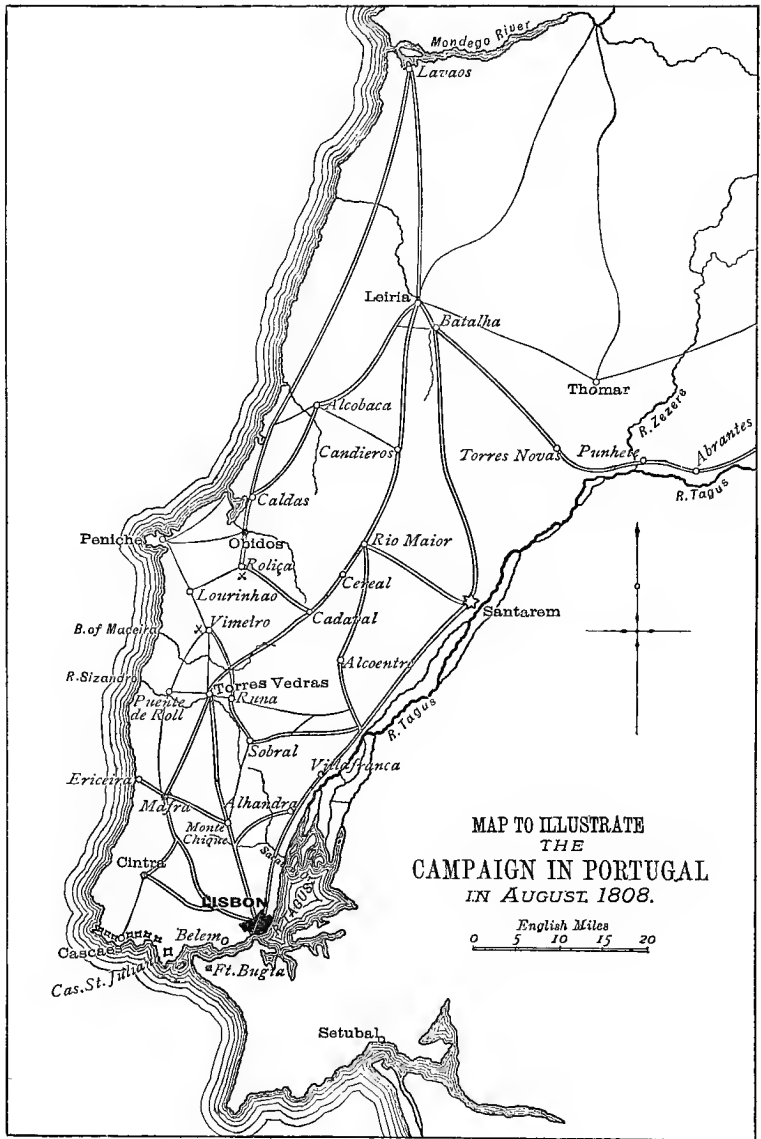 Mondego River
Lavaos
Leiria
Batalha
Thomar
Alcobaca
R. Zezere
Candieros
Torres Novas
Punhete
Abrantes
R. Tagus
Caldas
Peniche
Obidos
Rio Maior
Roliça
Cereal
Lourinhao
Cadaval
Santarem
Vimeiro
B. of Maceira
Alcoentre
R. Sizandro
Torres Vedras
Puente
de Roll
Runa
R. Tagus
Sobral
Villafranca
Ericeira
Mafra
Alhandra
Monte
Chique
MAP TO ILLUSTRATE
THE
CAMPAIGN IN PORTUGAL
IN AUGUST. 1808.
Cintra
LISBON
TAGUS
English Miles
0 5 10 15 20
Belem
Cascaes
Ft. Bugia
Cas. St. Julia
Setubal